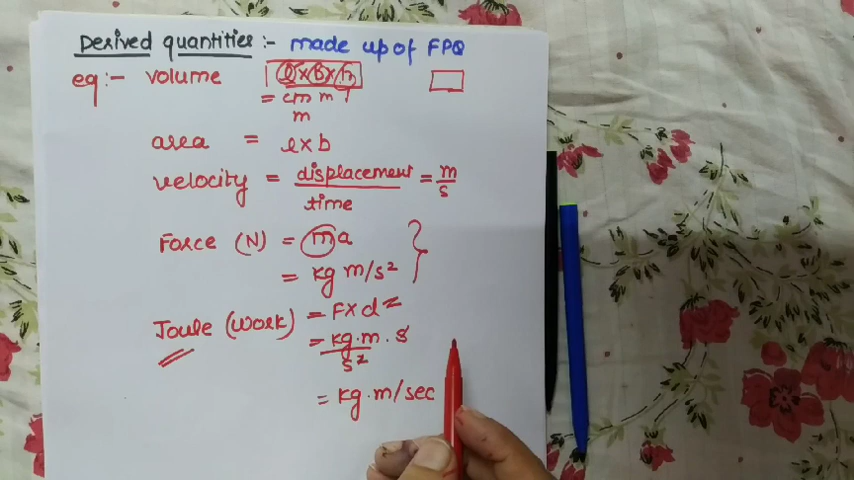 Derived quantities :- made up of FPQ
eg :- volume l×B×h
= cm m
m
area = l×b
velocity = displacement/time = m/s
Force (N) = ma
= kg m/s²
Joule (work) = F×d
= kg.m/s² . s
= kg.m/sec